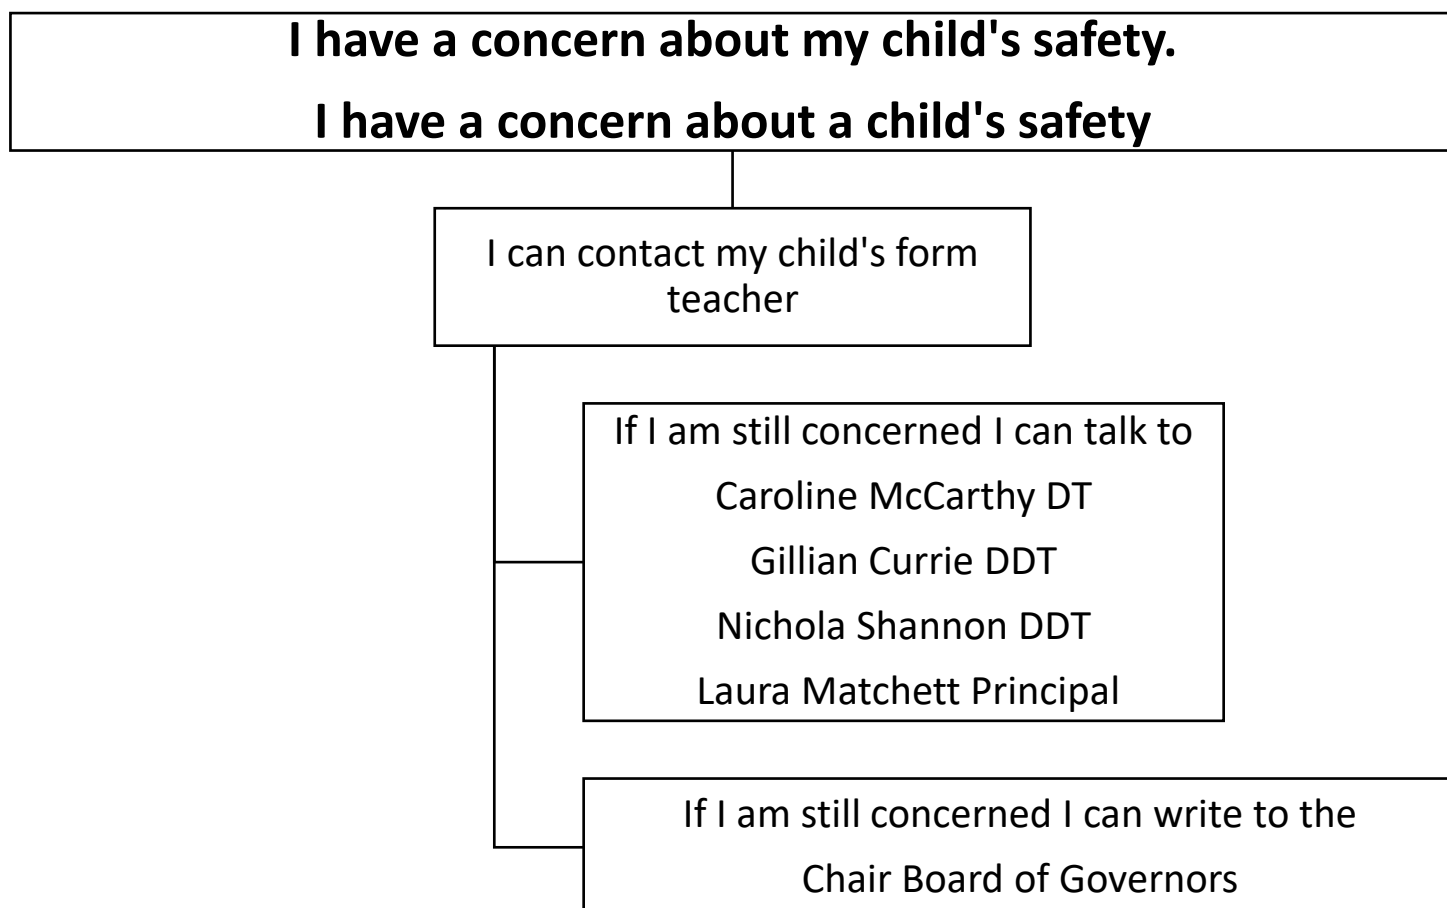 I have a concern about my child's safety.
I have a concern about a child's safety
I can contact my child's form
teacher
If I am still concerned I can talk to
Caroline McCarthy DT
Gillian Currie DDT
Nichola Shannon DDT
Laura Matchett Principal
If I am still concerned I can write to the
Chair Board of Governors